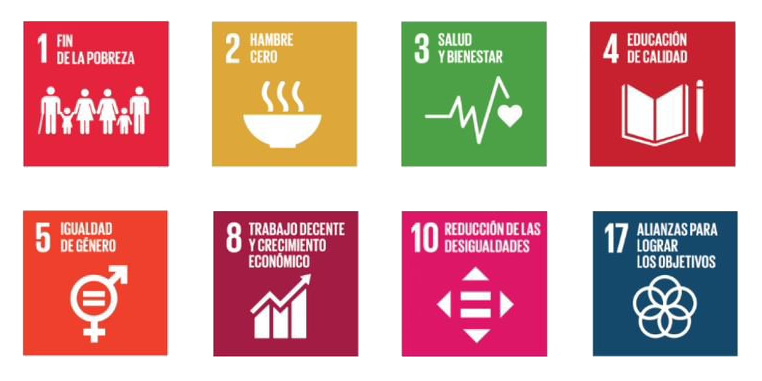 1 FIN
DE LA POBREZA
2 HAMBRE
CERO
3 SALUD
Y BIENESTAR
4 EDUCACIÓN
DE CALIDAD
5 IGUALDAD
DE GÉNERO
8 TRABAJO DECENTE
Y CRECIMIENTO
ECONÓMICO
10 REDUCCIÓN DE LAS
DESIGUALDADES
17 ALIANZAS PARA
LOGRAR
LOS OBJETIVOS